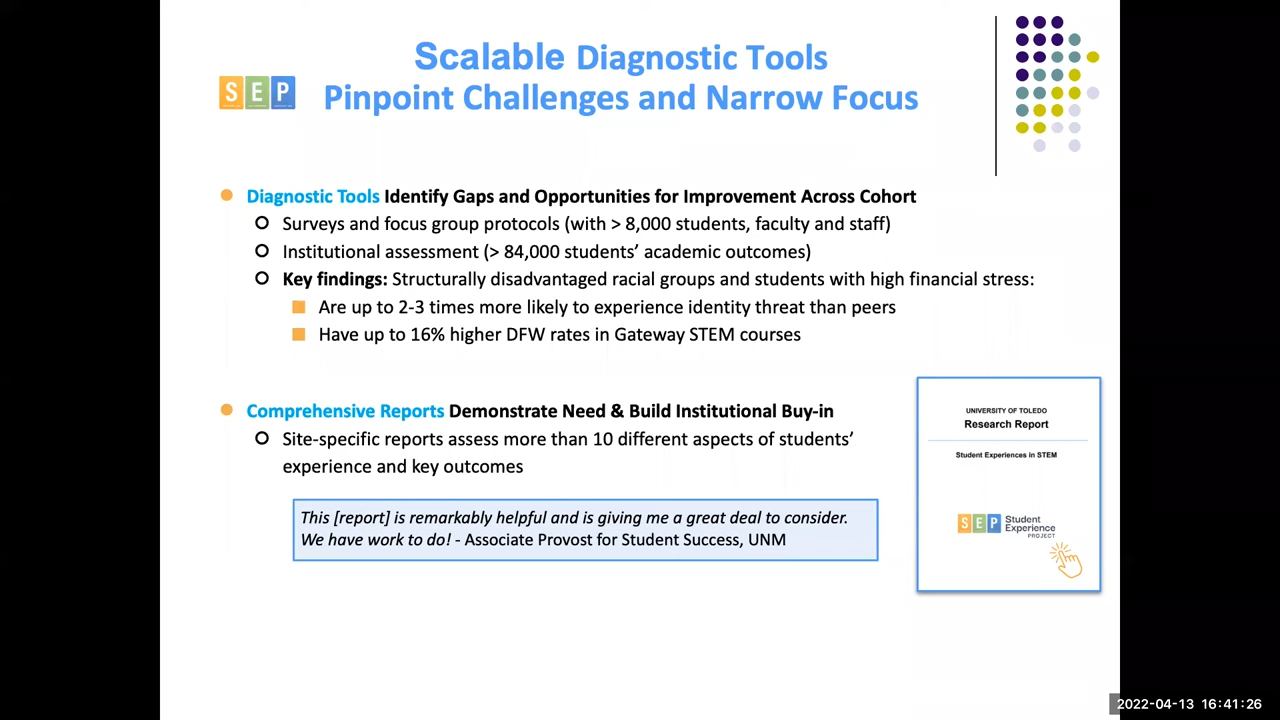 Scalable Diagnostic Tools
SEP
Pinpoint Challenges and Narrow Focus
Diagnostic Tools Identify Gaps and Opportunities for Improvement Across Cohort
Surveys and focus group protocols (with > 8,000 students, faculty and staff)
Institutional assessment (> 84,000 students’ academic outcomes)
Key findings: Structurally disadvantaged racial groups and students with high financial stress:
Are up to 2-3 times more likely to experience identity threat than peers
Have up to 16% higher DFW rates in Gateway STEM courses
Comprehensive Reports Demonstrate Need & Build Institutional Buy-in
Site-specific reports assess more than 10 different aspects of students’
experience and key outcomes
This [report] is remarkably helpful and is giving me a great deal to consider.
We have work to do! - Associate Provost for Student Success, UNM
UNIVERSITY OF TOLEDO
Research Report
Student Experiences in STEM
SEP Student
Experience
PROJECT
2022-04-13 16:41:26